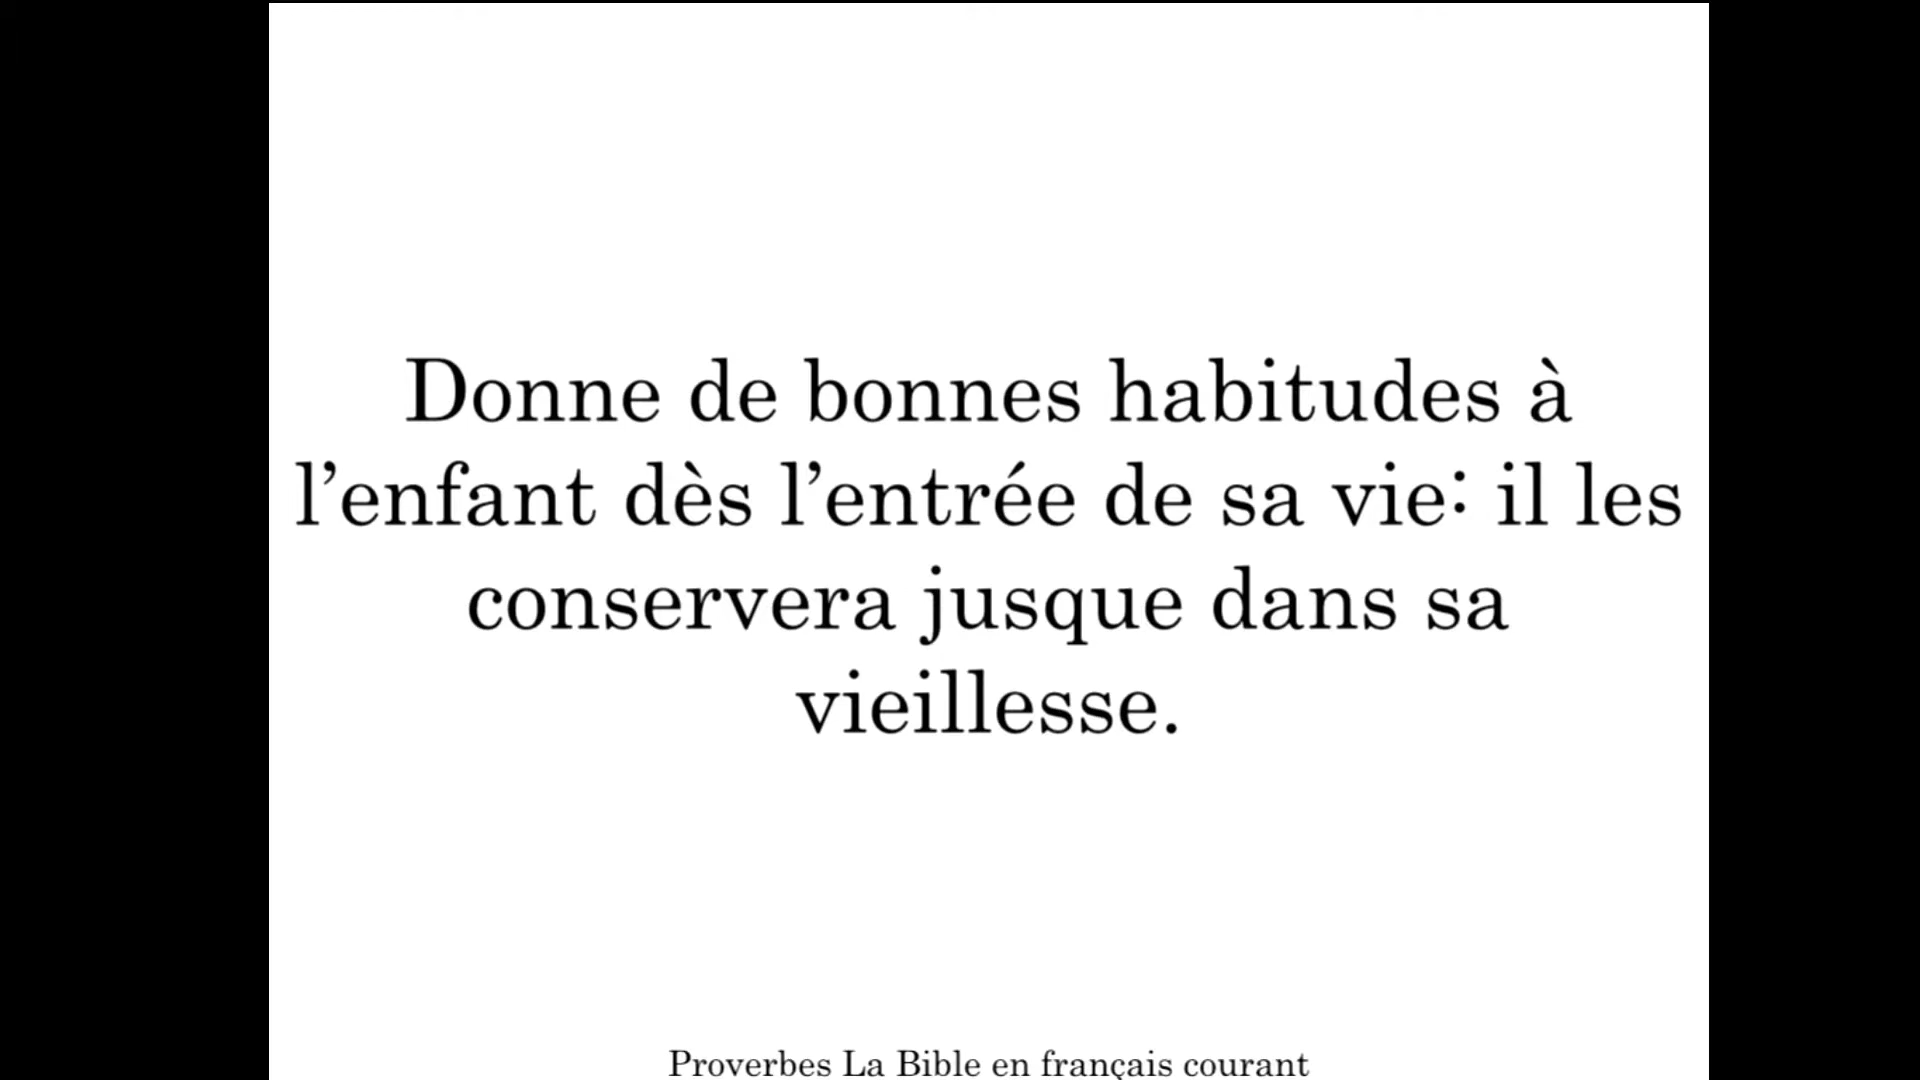 Donne de bonnes habitudes à
l’enfant dès l’entrée de sa vie: il les
conservera jusque dans sa
vieillesse.
Proverbes La Bible en français courant